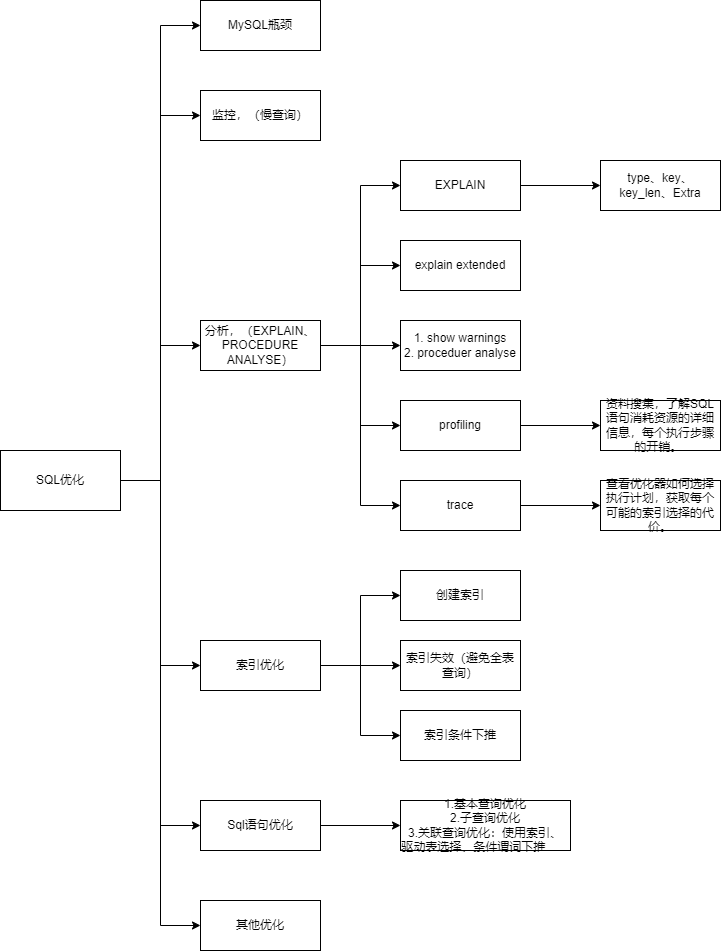 MySQL瓶颈
监控，（慢查询）
EXPLAIN
type、key、
key_len、Extra
explain extended
分析，（EXPLAIN、
PROCEDURE
ANALYSE）
1. show warnings
2. proceduer analyse
profiling
资料搜集，了解SQL
语句消耗资源的详细
信息，每个执行步骤
的开销。
SQL优化
trace
查看优化器如何选择
执行计划，获取每个
可能的索引选择的代
价。
创建索引
索引优化
索引失效（避免全表
查询）
索引条件下推
Sql语句优化
1.基本查询优化
2.子查询优化
3.关联查询优化：使用索引、
驱动表选择、条件谓词下推
其他优化